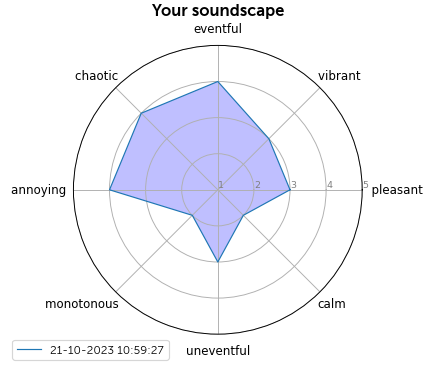 Your soundscape
eventful
chaotic
vibrant
annoying
1 2 3 4 5
pleasant
monotonous
calm
uneventful
21-10-2023 10:59:27